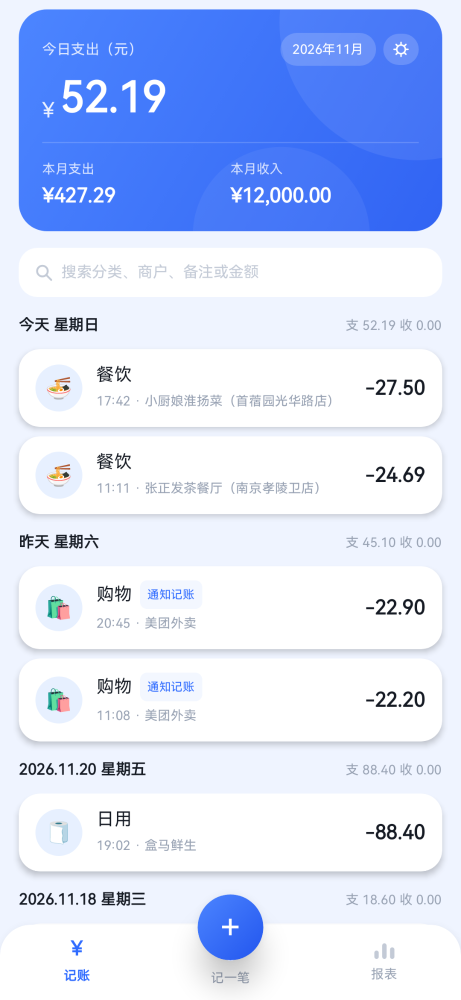 今日支出（元）
2026年11月
¥ 52.19
本月支出
本月收入
¥427.29
¥12,000.00
搜索分类、商户、备注或金额
今天 星期日
支 52.19 收 0.00
餐饮
-27.50
17:42 · 小厨娘淮扬菜（首蓿园光华路店）
餐饮
-24.69
11:11 · 张正发茶餐厅（南京孝陵卫店）
昨天 星期六
支 45.10 收 0.00
购物 通知记账
-22.90
20:45 · 美团外卖
购物 通知记账
-22.20
11:08 · 美团外卖
2026.11.20 星期五
支 88.40 收 0.00
日用
-88.40
19:02 · 盒马鲜生
2026.11.18 星期三
支 18.60 收 0.00
¥
+
记账
记一笔
报表